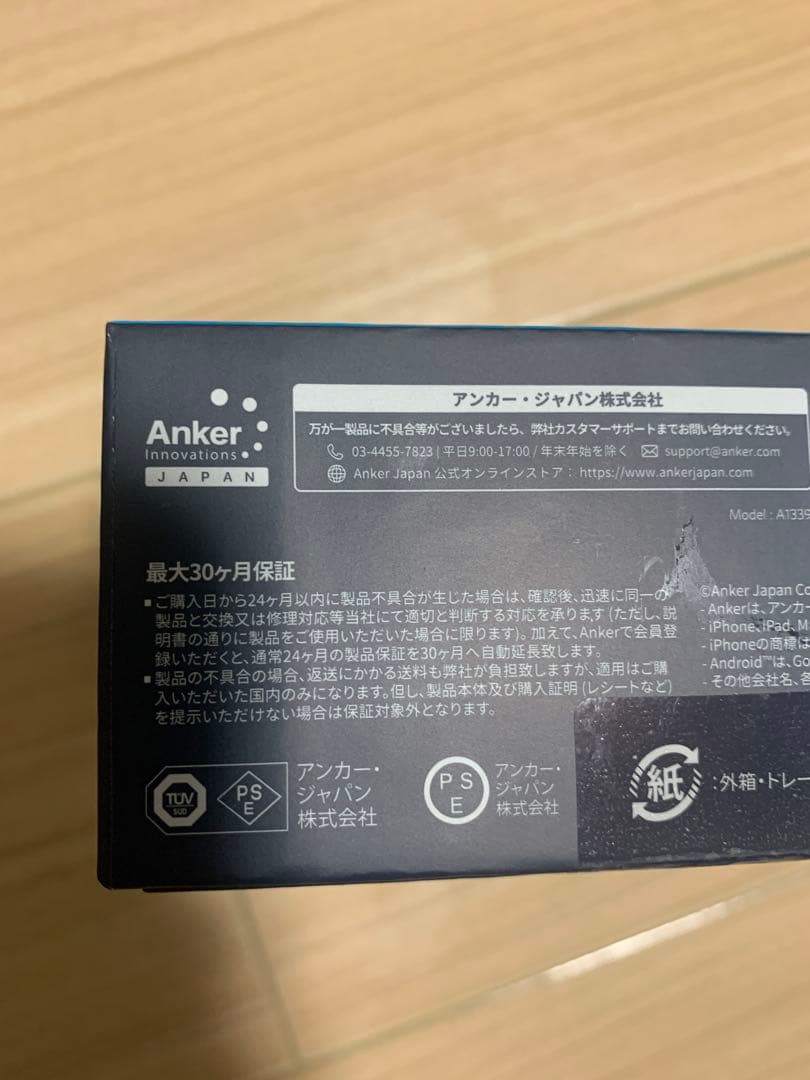 Anker
Innovations
JAPAN
アンカー・ジャパン株式会社
万が一製品に不具合等がございましたら、弊社カスタマーサポートまでお問い合わせください。
03-4455-7823 | 平日9:00-17:00 / 年末年始を除く support@anker.com
Anker Japan 公式オンラインストア： https://www.ankerjapan.com
Model : A1339
最大30ヶ月保証
■ご購入日から24ヶ月以内に製品不具合が生じた場合は、確認後、迅速に同一の
製品と交換又は修理対応等当社にて適切と判断する対応を承ります (ただし、説
明書の通りに製品をご使用いただいた場合に限ります)。加えて、Ankerで会員登
録いただくと、通常24ヶ月の製品保証を30ヶ月へ自動延長致します。
■製品の不具合の場合、返送にかかる送料も弊社が負担致しますが、適用はご購
入いただいた国内のみになります。但し、製品本体及び購入証明 (レシートなど)
を提示いただけない場合は保証対象外となります。
©Anker Japan Co
- Ankerは、アンカ
- iPhone、iPad、M
- iPhoneの商標は
- Android™は、Go
- その他会社名、各
TÜV
SÜD
PS
E
アンカー・
ジャパン
株式会社
PS
E
アンカー・
ジャパン
株式会社
紙
:外箱・トレー